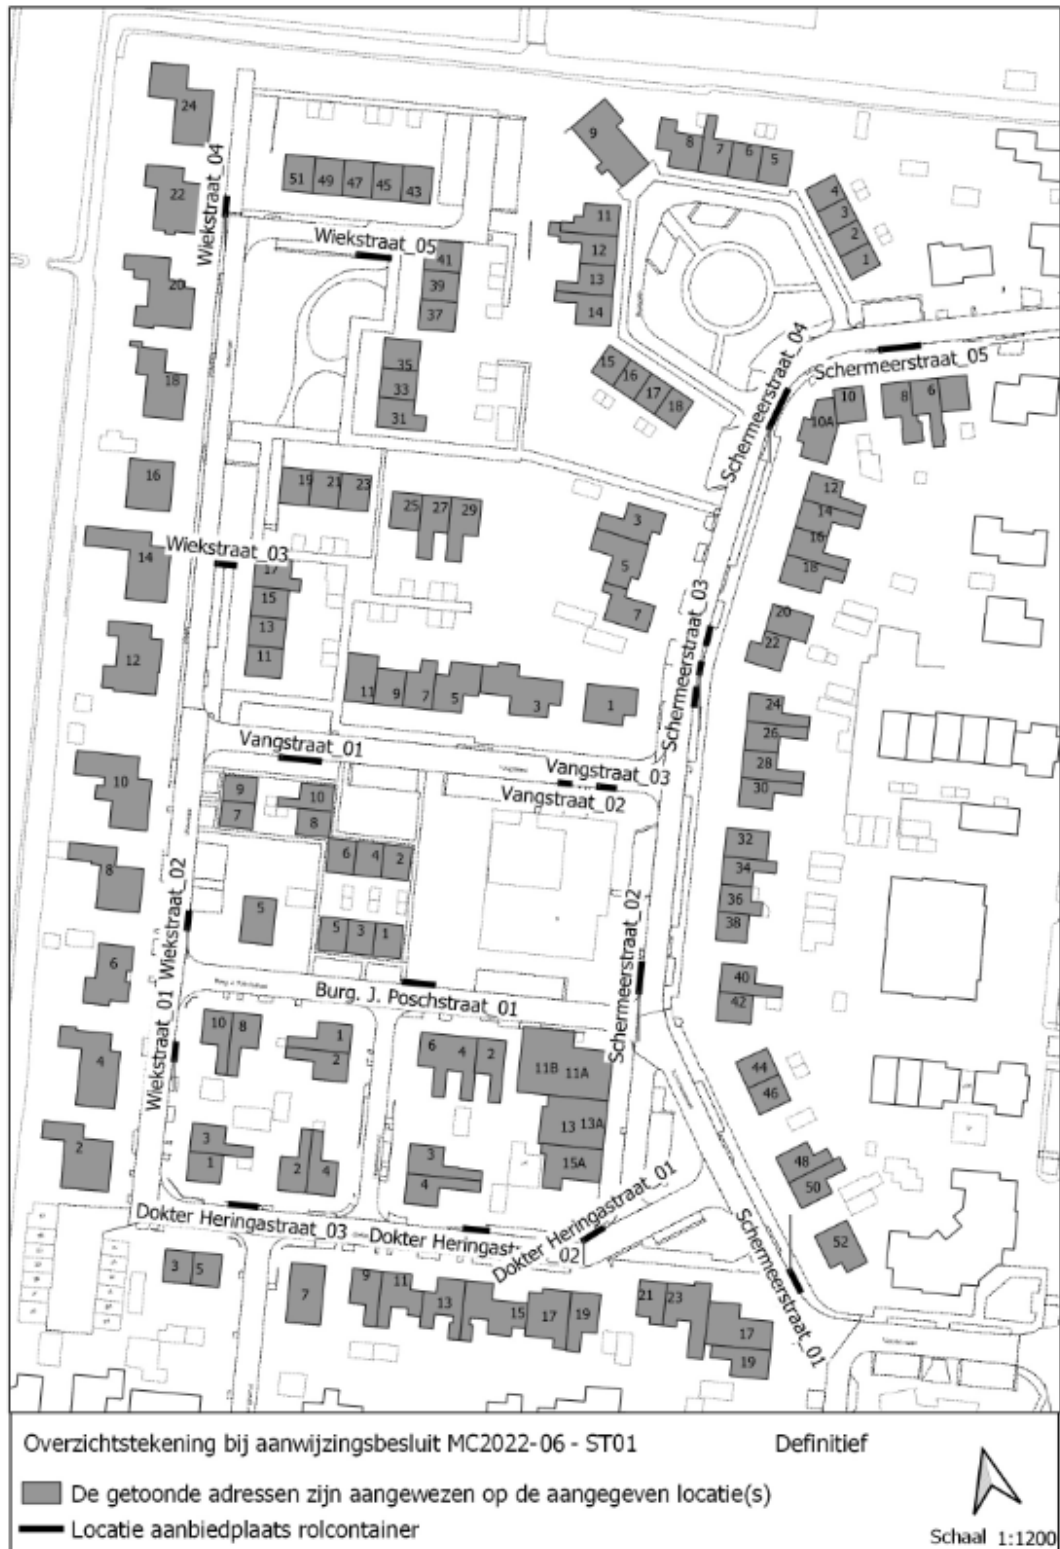 24
22
20
18
16
14
12
10
8
6
4
2
Wiekstraat_04
51 49 47 45 43
Wiekstraat_05
41
39
37
35
33
31
9
8 7 6 5
4
3
2
1
11
12
13
14
15 16 17 18
Schermeerstraat_04
Schermeerstraat_05
10A 10 8 6
19 21 23
25 27 29
3
5
7
12
14
16
18
Wiekstraat_03
17
15
13
11
Schermeerstraat_03
20
22
11 9 7 5 3 1
24
26
28
30
Vangstraat_01
Vangstraat_03
Vangstraat_02
9
7
10
8
6 4 2
32
34
36
38
Wiekstraat_02
5
5 3 1
Schermeerstraat_02
40
42
Burg. J. Poschstraat_01
Wiekstraat_01
10 8
1
2
6 4 2
11B 11A
13 13A
15A
44
46
3
1
2 4
3
4
48
50
52
Dokter Heringastraat_03
Dokter Heringast
_02
Dokter Heringastraat_01
Schermeerstraat_01
3 5
7
9 11 13 15 17 19
21 23
17
19
Overzichtstekening bij aanwijzingsbesluit MC2022-06 - ST01 Definitief
De getoonde adressen zijn aangewezen op de aangegeven locatie(s)
Locatie aanbiedplaats rolcontainer
Schaal 1:1200